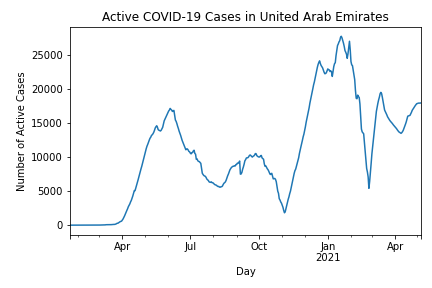 Active COVID-19 Cases in United Arab Emirates
Number of Active Cases
25000
20000
15000
10000
5000
0
Apr
Jul
Oct
Jan
2021
Apr
Day